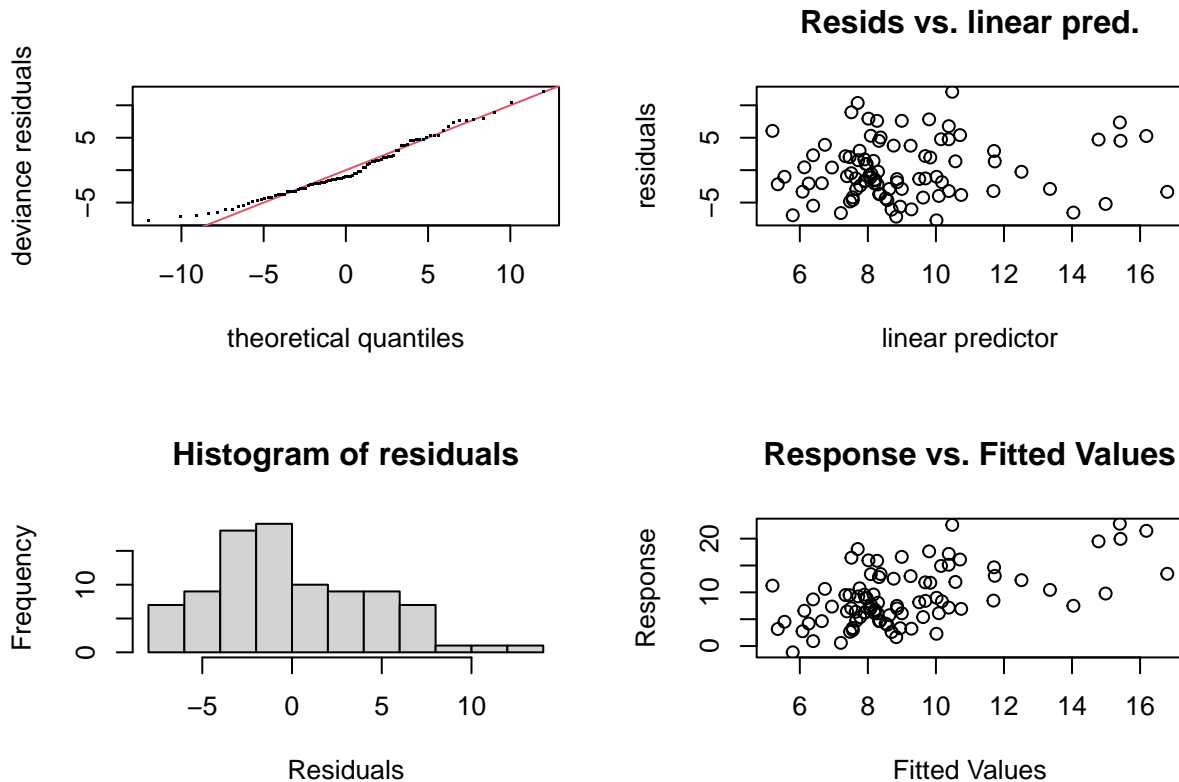 deviance residuals
5
−5
−10
−5
0
5
10
theoretical quantiles
Resids vs. linear pred.
residuals
5
−5
6
8
10
12
14
16
linear predictor
Histogram of residuals
Frequency
10
0
−5
0
5
10
Residuals
Response vs. Fitted Values
Response
20
10
0
6
8
10
12
14
16
Fitted Values